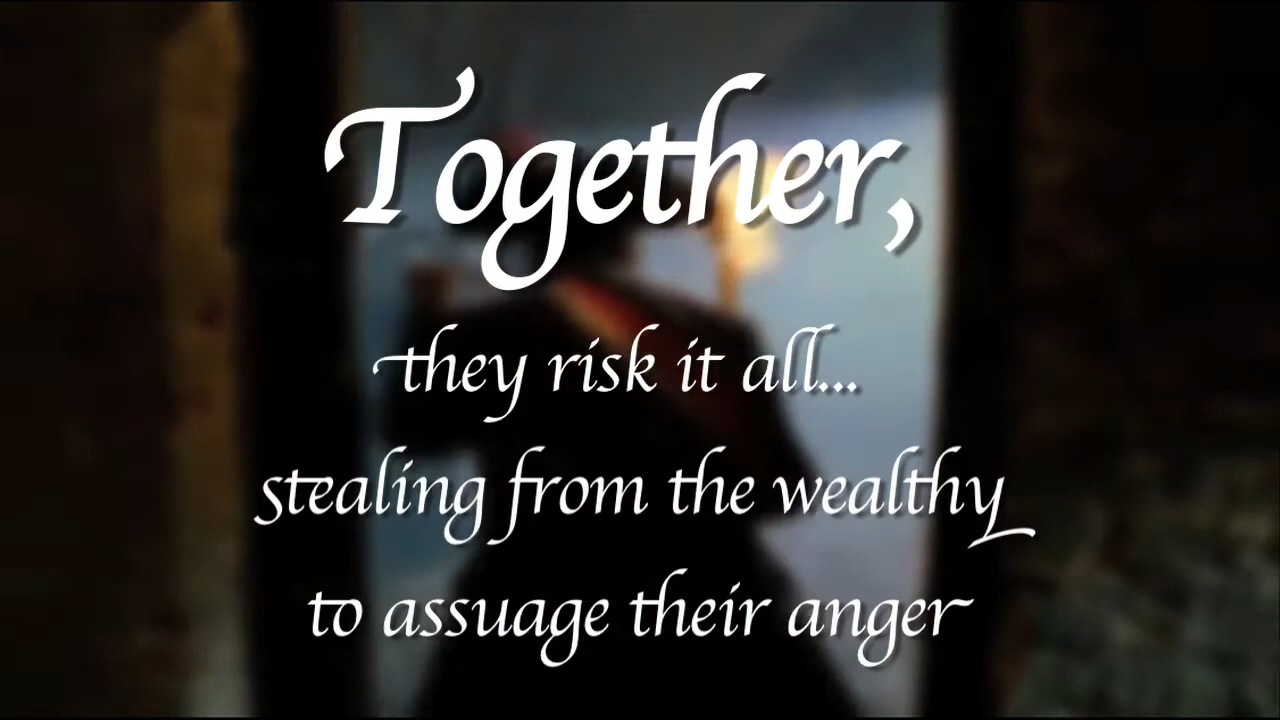 Together,
they risk it all...
stealing from the wealthy
to assuage their anger